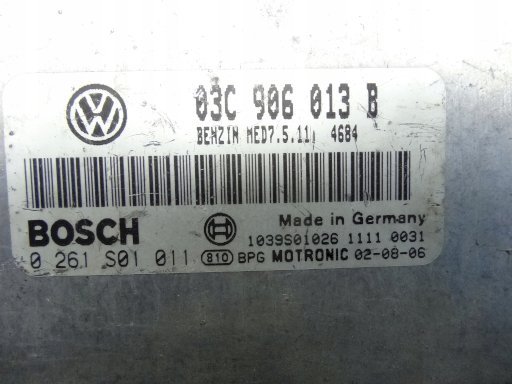 03C 906 013 B
BENZIN MED7.5.11, 4684
BOSCH
Made in Germany
1039S01026 1111 0031
0 261 S01 011 810 BPG MOTRONIC 02-08-06